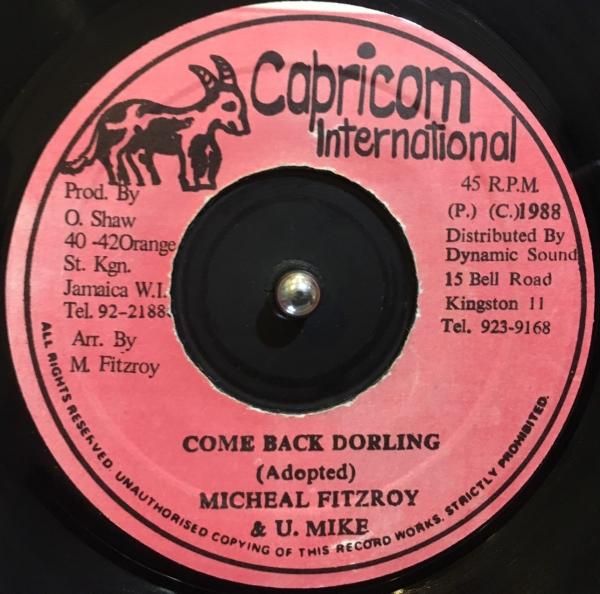 Capricom
International
Prod. By
O. Shaw
40 -42Orange
St. Kgn.
Jamaica W.I.
Tel. 92-2188
Arr. By
M. Fitzroy
45 R.P.M.
(P.) (C.)1988
Distributed By
Dynamic Sound
15 Bell Road
Kingston 11
Tel. 923-9168
COME BACK DORLING
(Adopted)
MICHEAL FITZROY
& U. MIKE
ALL RIGHTS RESERVED. UNAUTHORISED COPYING OF THIS RECORD WORKS, STRICTLY PROHIBITED.